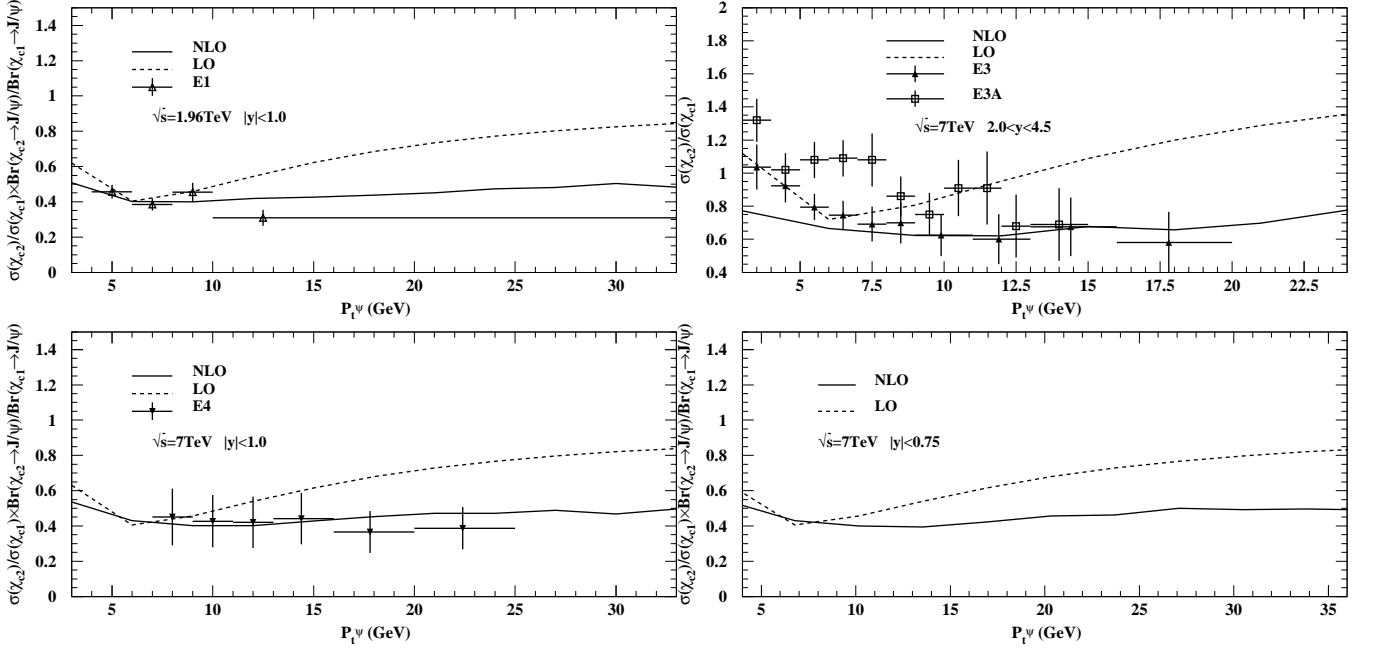 σ(χc2)/σ(χc1)×Br(χc2→J/ψ)/Br(χc1→J/ψ)
1.4
1.2
1
0.8
0.6
0.4
0.2
0
NLO
LO
E1
√s=1.96TeV |y|<1.0
5 10 15 20 25 30
Ptψ (GeV)
σ(χc2)/σ(χc1)
2
1.8
1.6
1.4
1.2
1
0.8
0.6
0.4
NLO
LO
E3
E3A
√s=7TeV 2.0<y<4.5
5 7.5 10 12.5 15 17.5 20 22.5
Ptψ (GeV)
σ(χc2)/σ(χc1)×Br(χc2→J/ψ)/Br(χc1→J/ψ)
1.4
1.2
1
0.8
0.6
0.4
0.2
0
NLO
LO
E4
√s=7TeV |y|<1.0
5 10 15 20 25 30
Ptψ (GeV)
σ(χc2)/σ(χc1)×Br(χc2→J/ψ)/Br(χc1→J/ψ)
1.4
1.2
1
0.8
0.6
0.4
0.2
0
NLO
LO
√s=7TeV |y|<0.75
5 10 15 20 25 30 35
Ptψ (GeV)